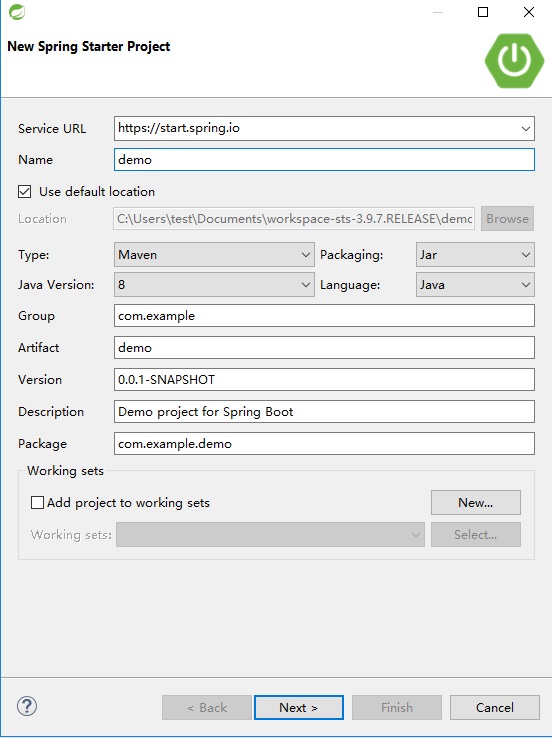 New Spring Starter Project
Service URL https://start.spring.io
Name demo
Use default location
Location C:\Users\test\Documents\workspace-sts-3.9.7.RELEASE\demo Browse
Type: Maven Packaging: Jar
Java Version: 8 Language: Java
Group com.example
Artifact demo
Version 0.0.1-SNAPSHOT
Description Demo project for Spring Boot
Package com.example.demo
Working sets
Add project to working sets New...
Working sets: Select...
? < Back Next > Finish Cancel